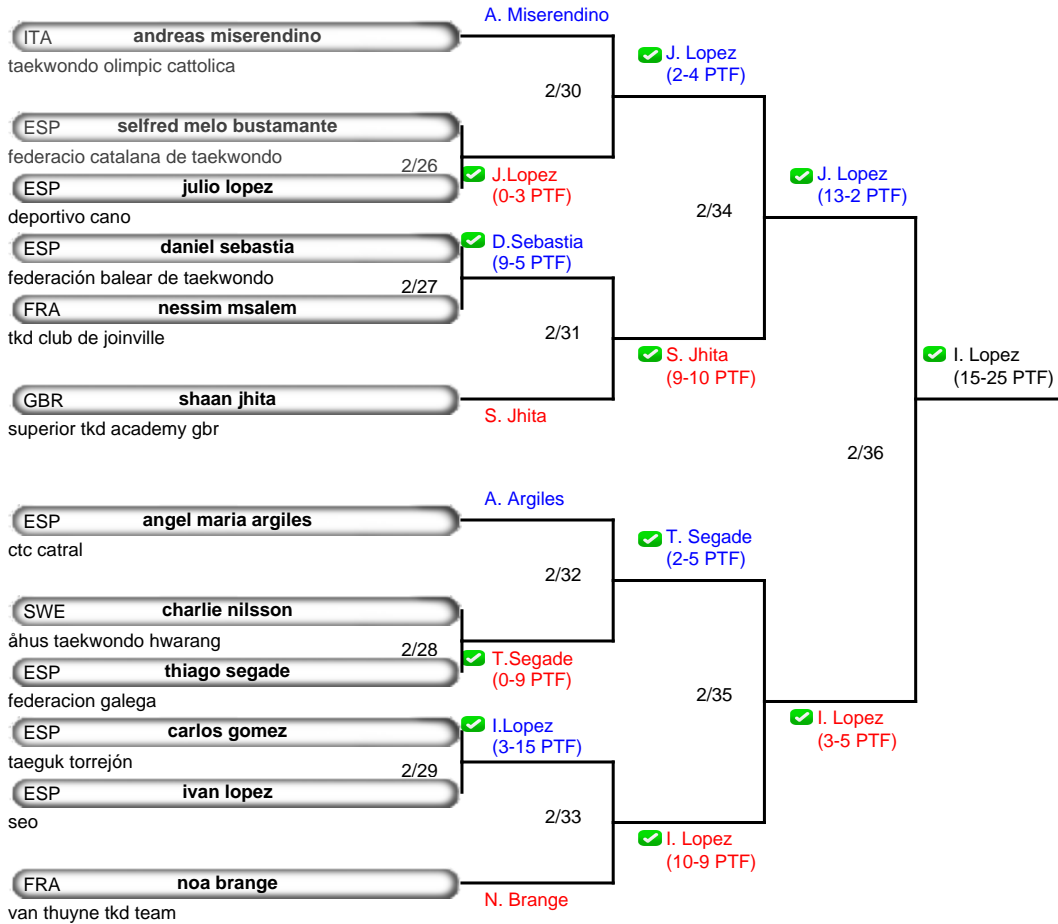 A. Miserendino
ITA andreas miserendino
taekwondo olimpic cattolica
J. Lopez
(2-4 PTF)
2/30
ESP selfred melo bustamante
federacio catalana de taekwondo
2/26
ESP julio lopez
deportivo cano
J.Lopez
(0-3 PTF)
J. Lopez
(13-2 PTF)
2/34
ESP daniel sebastia
federación balear de taekwondo
D.Sebastia
(9-5 PTF)
2/27
FRA nessim msalem
tkd club de joinville
2/31
S. Jhita
(9-10 PTF)
I. Lopez
(15-25 PTF)
GBR shaan jhita
superior tkd academy gbr
S. Jhita
2/36
A. Argiles
ESP angel maria argiles
ctc catral
T. Segade
(2-5 PTF)
2/32
SWE charlie nilsson
åhus taekwondo hwarang
2/28
ESP thiago segade
federacion galega
T.Segade
(0-9 PTF)
2/35
I. Lopez
(3-5 PTF)
ESP carlos gomez
taeguk torrejón
I.Lopez
(3-15 PTF)
2/29
ESP ivan lopez
seo
2/33
I. Lopez
(10-9 PTF)
FRA noa brange
van thuyne tkd team
N. Brange